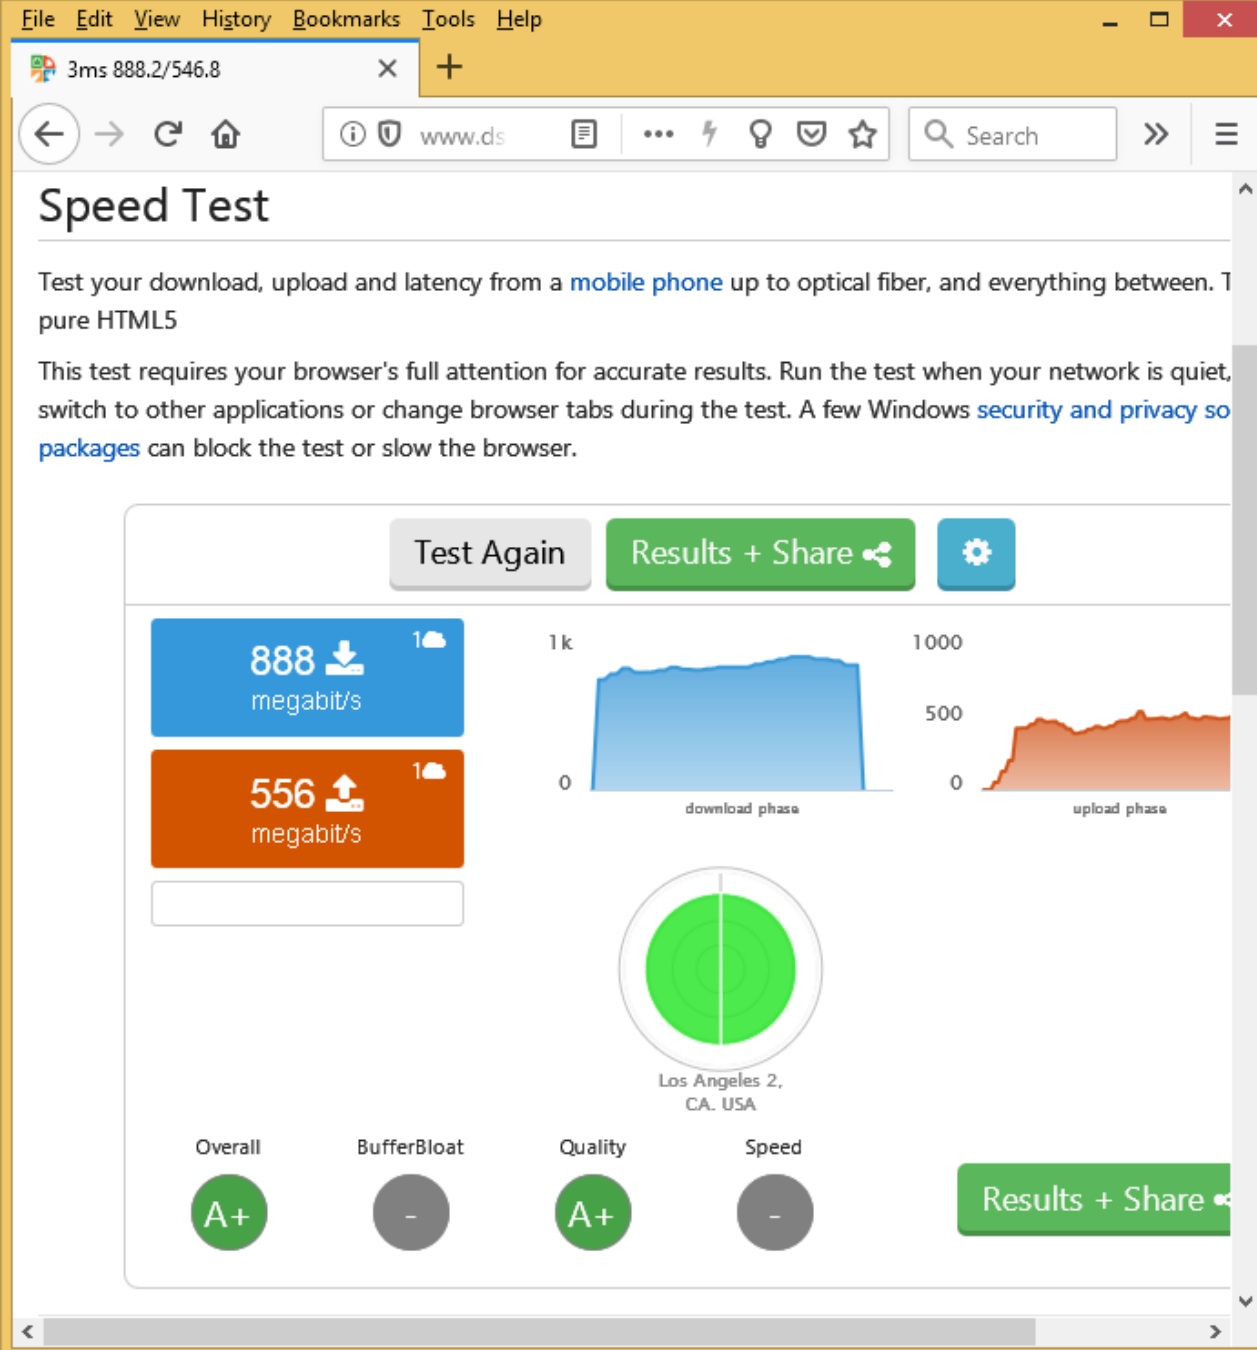 File Edit View History Bookmarks Tools Help
3ms 888.2/546.8
www.ds
Search
Speed Test
Test your download, upload and latency from a mobile phone up to optical fiber, and everything between. T
pure HTML5
This test requires your browser's full attention for accurate results. Run the test when your network is quiet,
switch to other applications or change browser tabs during the test. A few Windows security and privacy so
packages can block the test or slow the browser.
Test Again
Results + Share
888
1
megabit/s
556
1
megabit/s
1k
0
download phase
1000
500
0
upload phase
Los Angeles 2,
CA. USA
Overall BufferBloat Quality Speed
A+ - A+ -
Results + Share